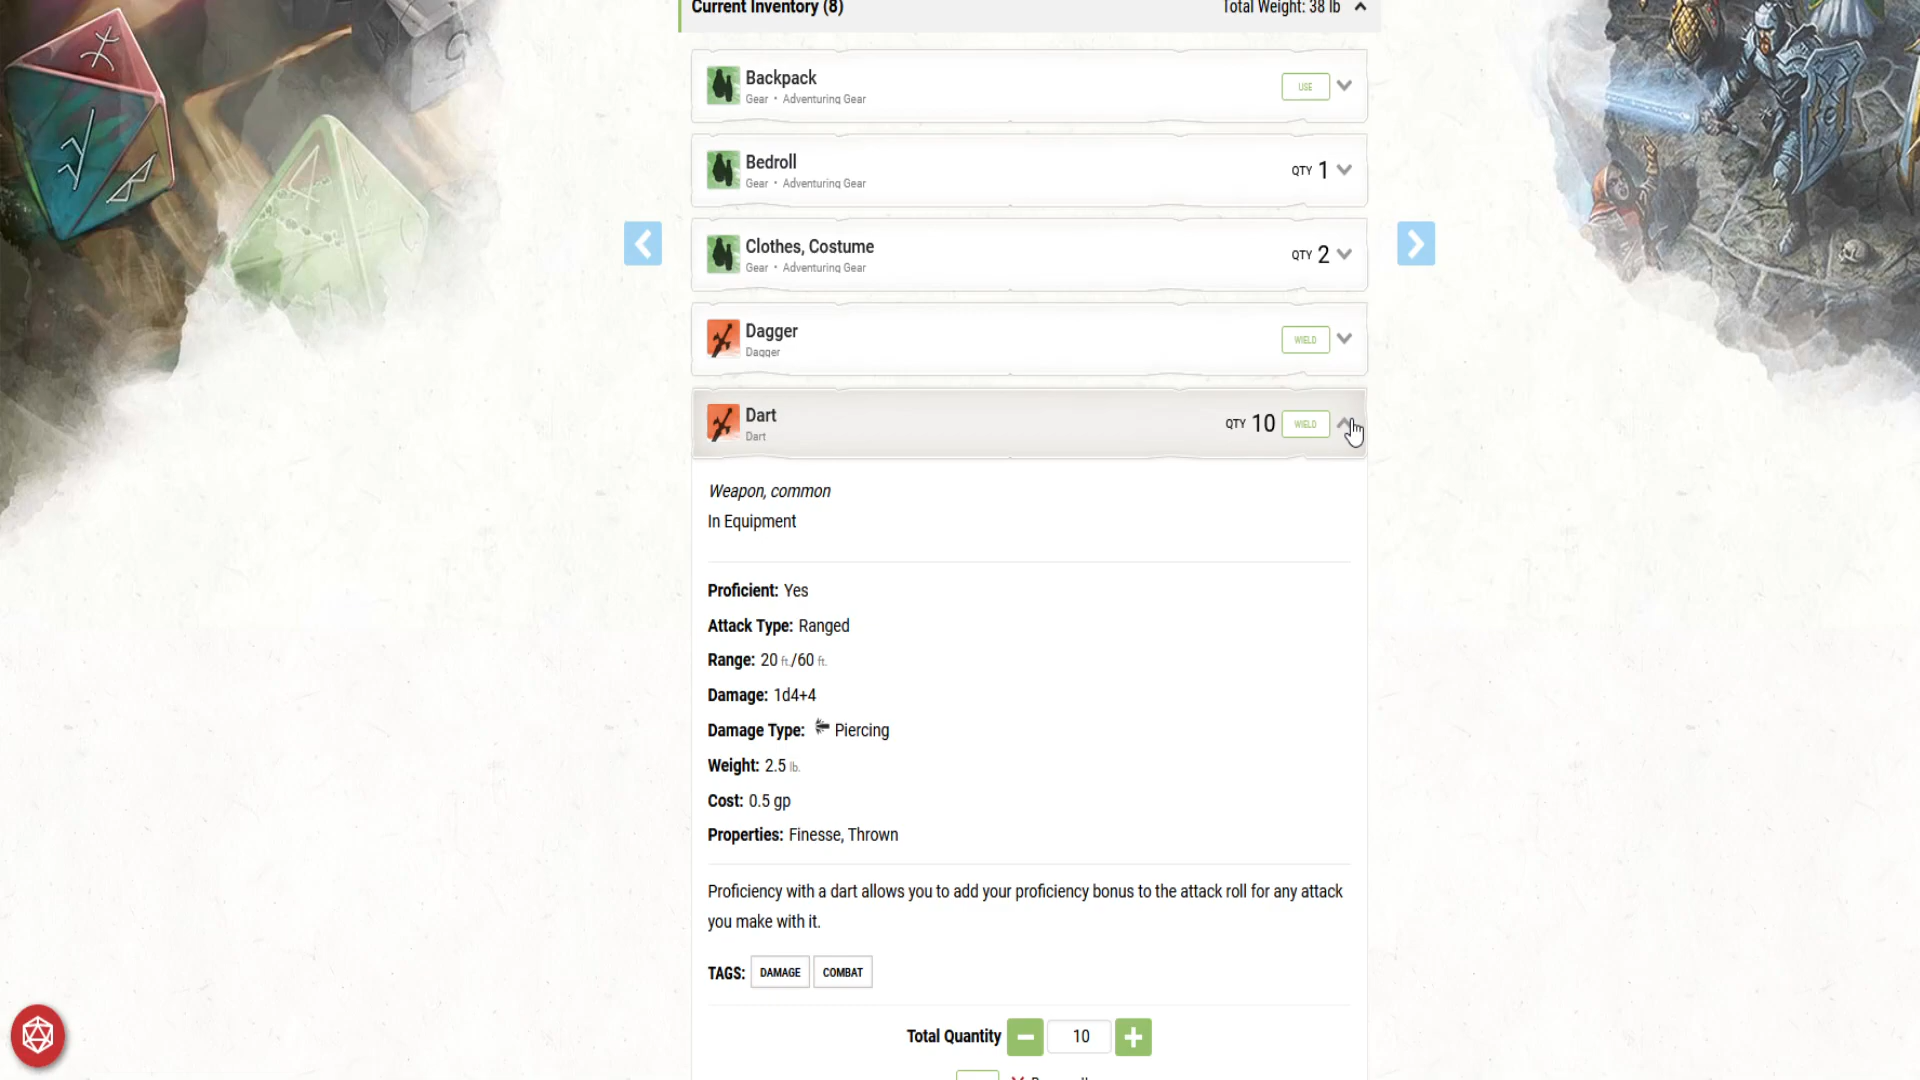 Current Inventory (8)
Total Weight: 38 lb
Backpack
Gear • Adventuring Gear
USE
Bedroll
Gear • Adventuring Gear
QTY 1
Clothes, Costume
Gear • Adventuring Gear
QTY 2
Dagger
Dagger
WIELD
Dart
Dart
QTY 10
WIELD
Weapon, common
In Equipment
Proficient: Yes
Attack Type: Ranged
Range: 20 ft./60 ft.
Damage: 1d4+4
Damage Type: Piercing
Weight: 2.5 lb.
Cost: 0.5 gp
Properties: Finesse, Thrown
Proficiency with a dart allows you to add your proficiency bonus to the attack roll for any attack
you make with it.
TAGS: DAMAGE COMBAT
Total Quantity 10